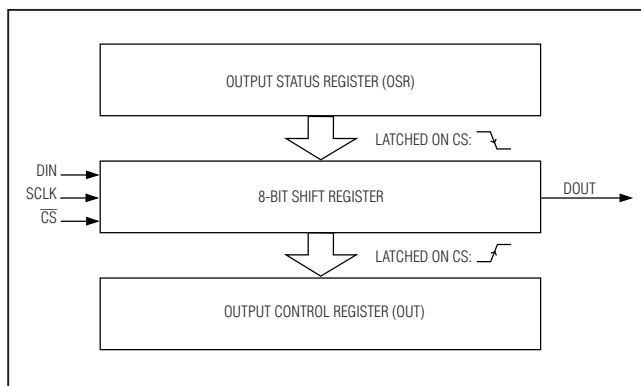 OUTPUT STATUS REGISTER (OSR)
LATCHED ON CS:
DIN
SCLK
C̅S̅
8-BIT SHIFT REGISTER
DOUT
LATCHED ON CS:
OUTPUT CONTROL REGISTER (OUT)